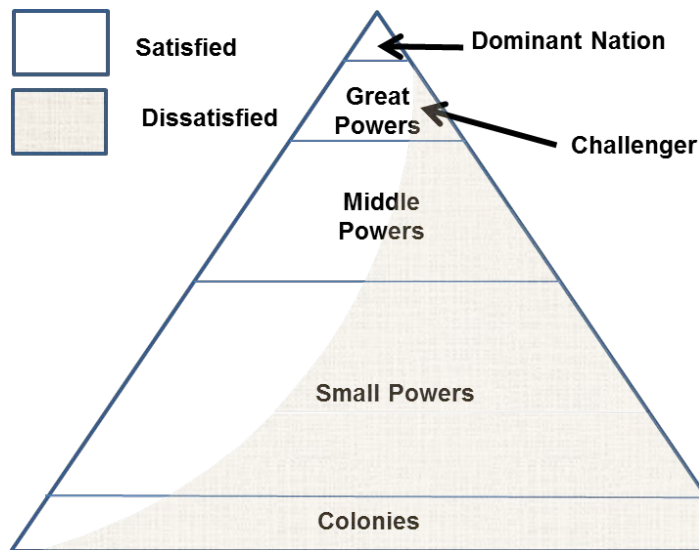 Satisfied
Dissatisfied
Dominant Nation
Great
Powers
Challenger
Middle
Powers
Small Powers
Colonies